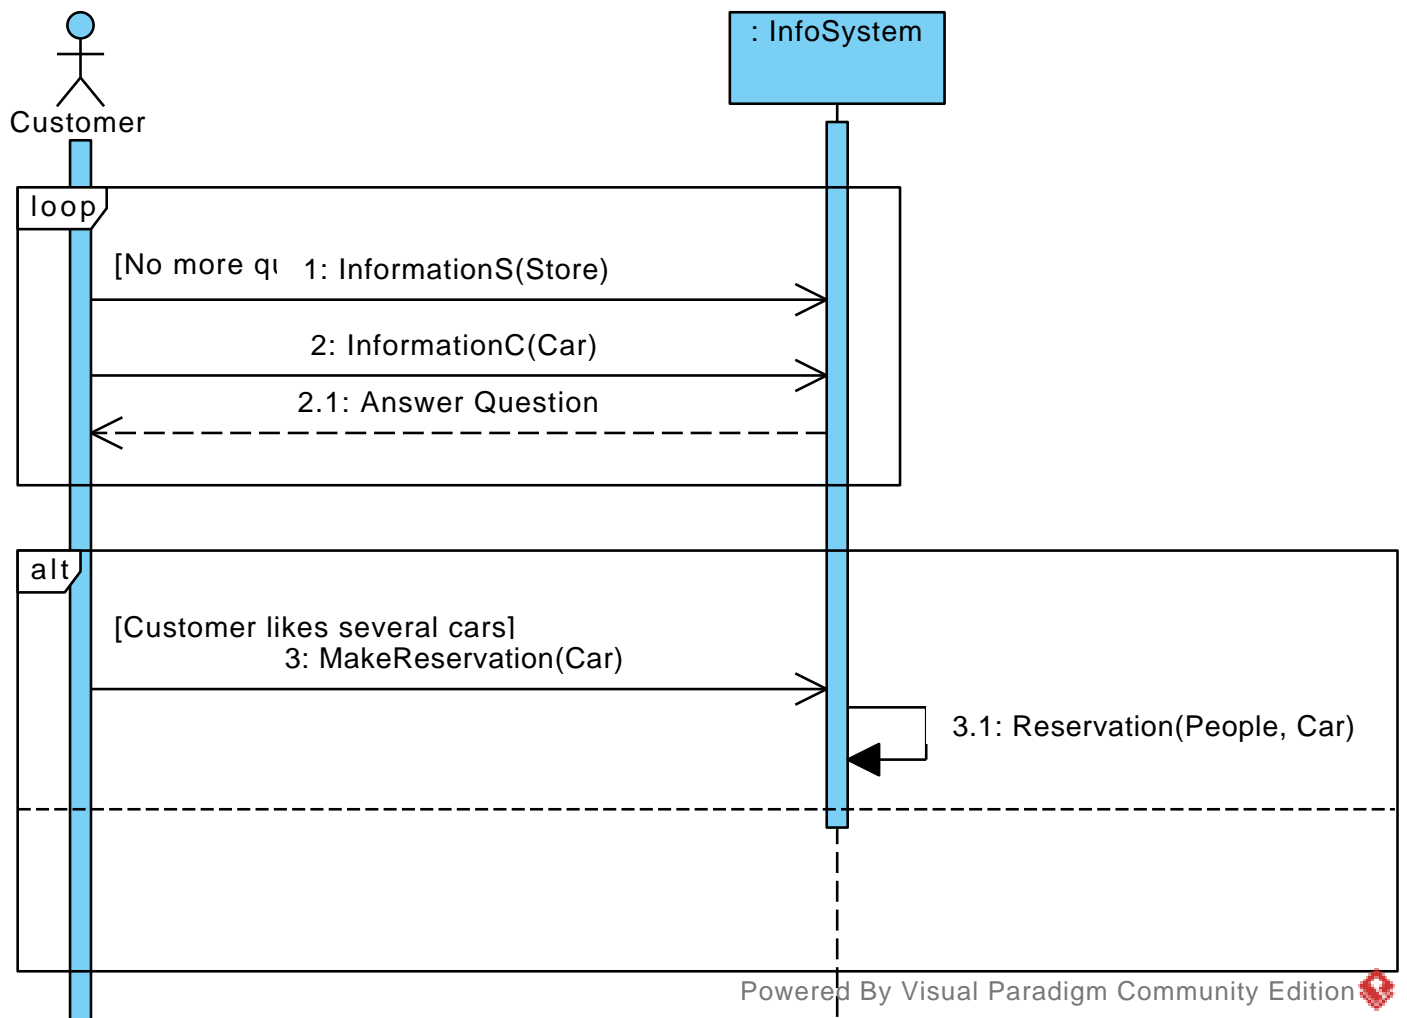 : InfoSystem
Customer
loop
[No more
1: InformationS(Store)
2: InformationC(Car)
2.1: Answer Question
alt
[Customer likes several cars]
3: MakeReservation(Car)
3.1: Reservation(People, Car)
Powered By Visual Paradigm Community Edition